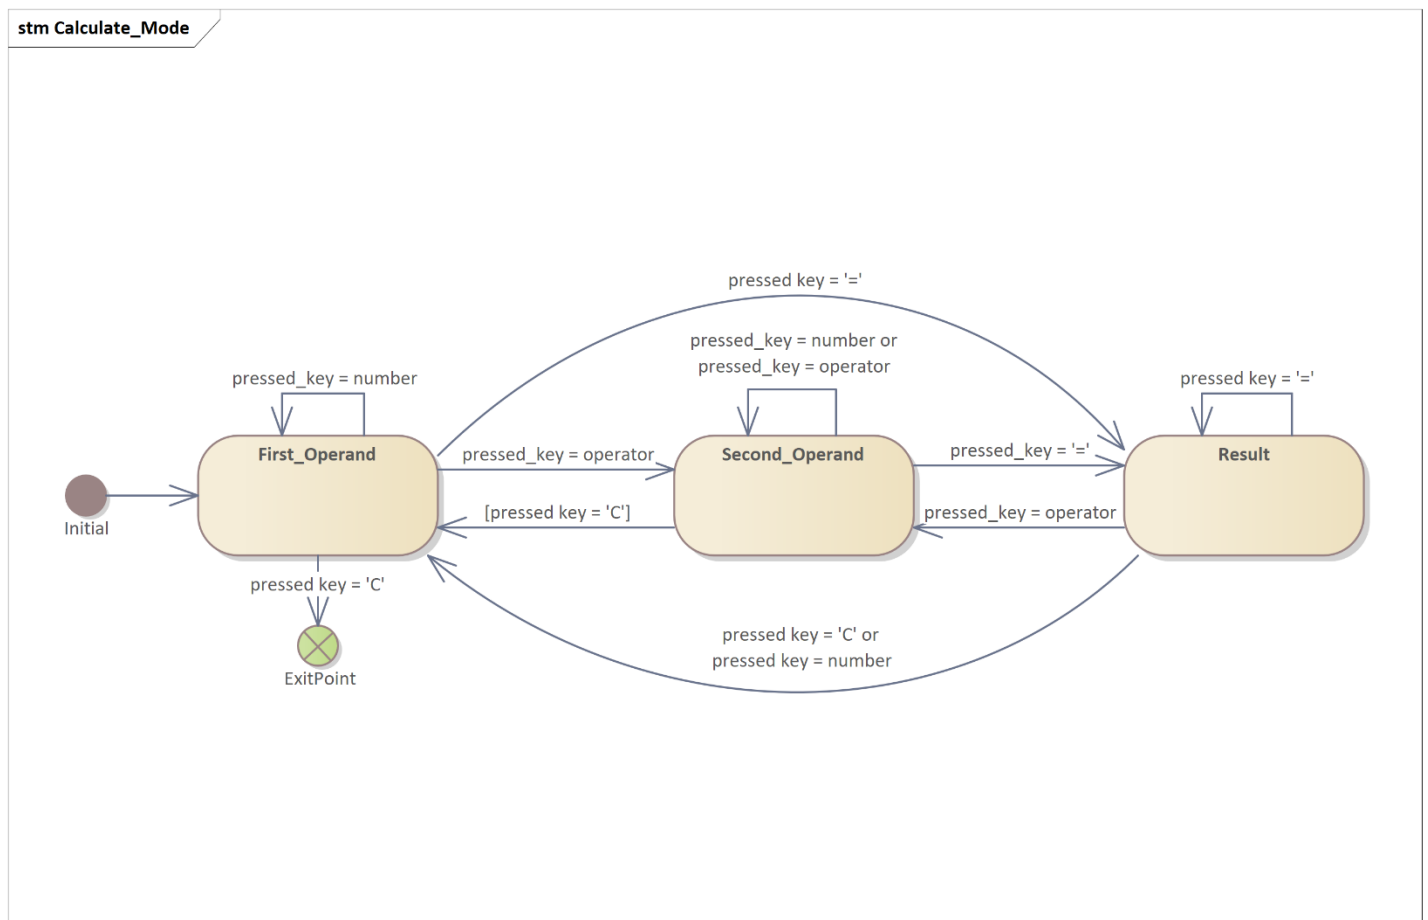 stm Calculate_Mode
pressed key = '='
pressed_key = number or
pressed_key = operator
pressed_key = number
pressed key = '='
First_Operand
Second_Operand
Result
pressed_key = operator
pressed_key = '='
[pressed key = 'C']
pressed_key = operator
Initial
pressed key = 'C'
pressed key = 'C' or
pressed key = number
ExitPoint